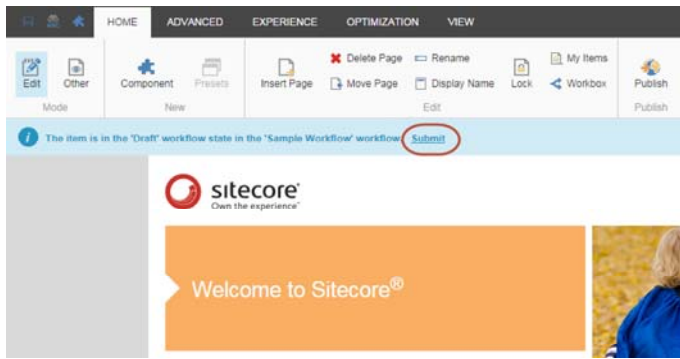 HOME ADVANCED EXPERIENCE OPTIMIZATION VIEW
Delete Page Rename My Items
Edit Other Component Presets Insert Page Move Page Display Name Lock Workbox Publish
Mode New Edit Publish
The item is in the 'Draft' workflow state in the 'Sample Workflow' workflow. Submit
sitecore
Own the experience
Welcome to Sitecore®